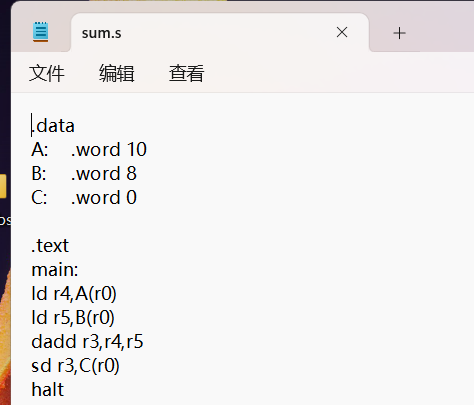 sum.s
文件 编辑 查看
.data
A: .word 10
B: .word 8
C: .word 0
.text
main:
ld r4,A(r0)
ld r5,B(r0)
dadd r3,r4,r5
sd r3,C(r0)
halt